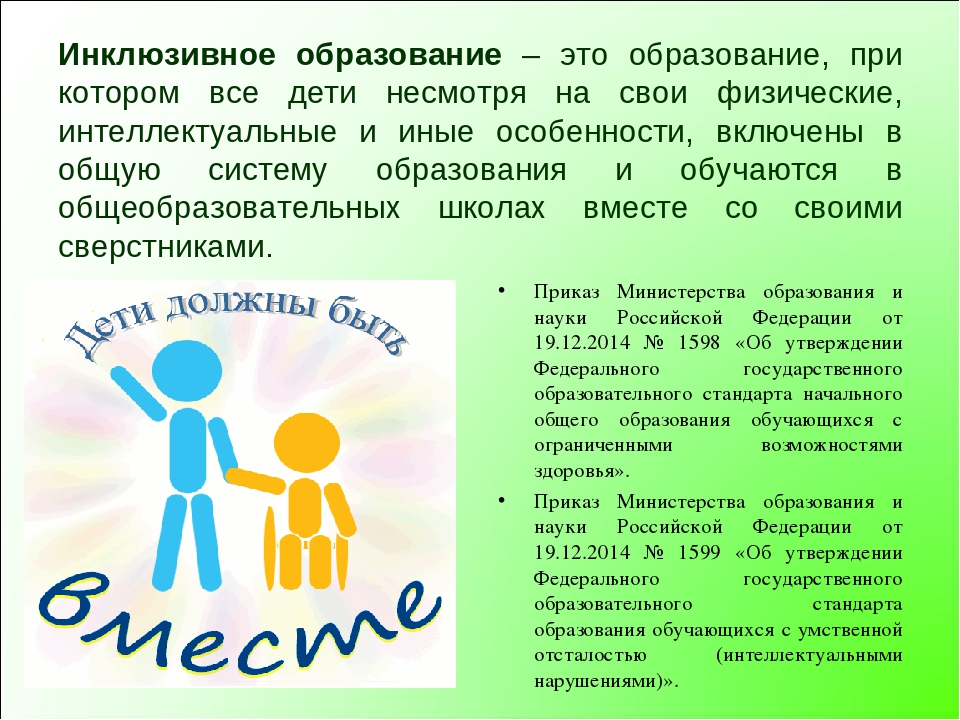 Инклюзивное образование – это образование, при
котором все дети несмотря на свои физические,
интеллектуальные и иные особенности, включены в
общую систему образования и обучаются в
общеобразовательных школах вместе со своими
сверстниками.
Дети должны быть
вместе
• Приказ Министерства образования и
науки Российской Федерации от
19.12.2014 № 1598 «Об утверждении
Федерального государственного
образовательного стандарта начального
общего образования обучающихся с
ограниченными возможностями
здоровья».
• Приказ Министерства образования и
науки Российской Федерации от
19.12.2014 № 1599 «Об утверждении
Федерального государственного
образовательного стандарта
образования обучающихся с умственной
отсталостью (интеллектуальными
нарушениями)».